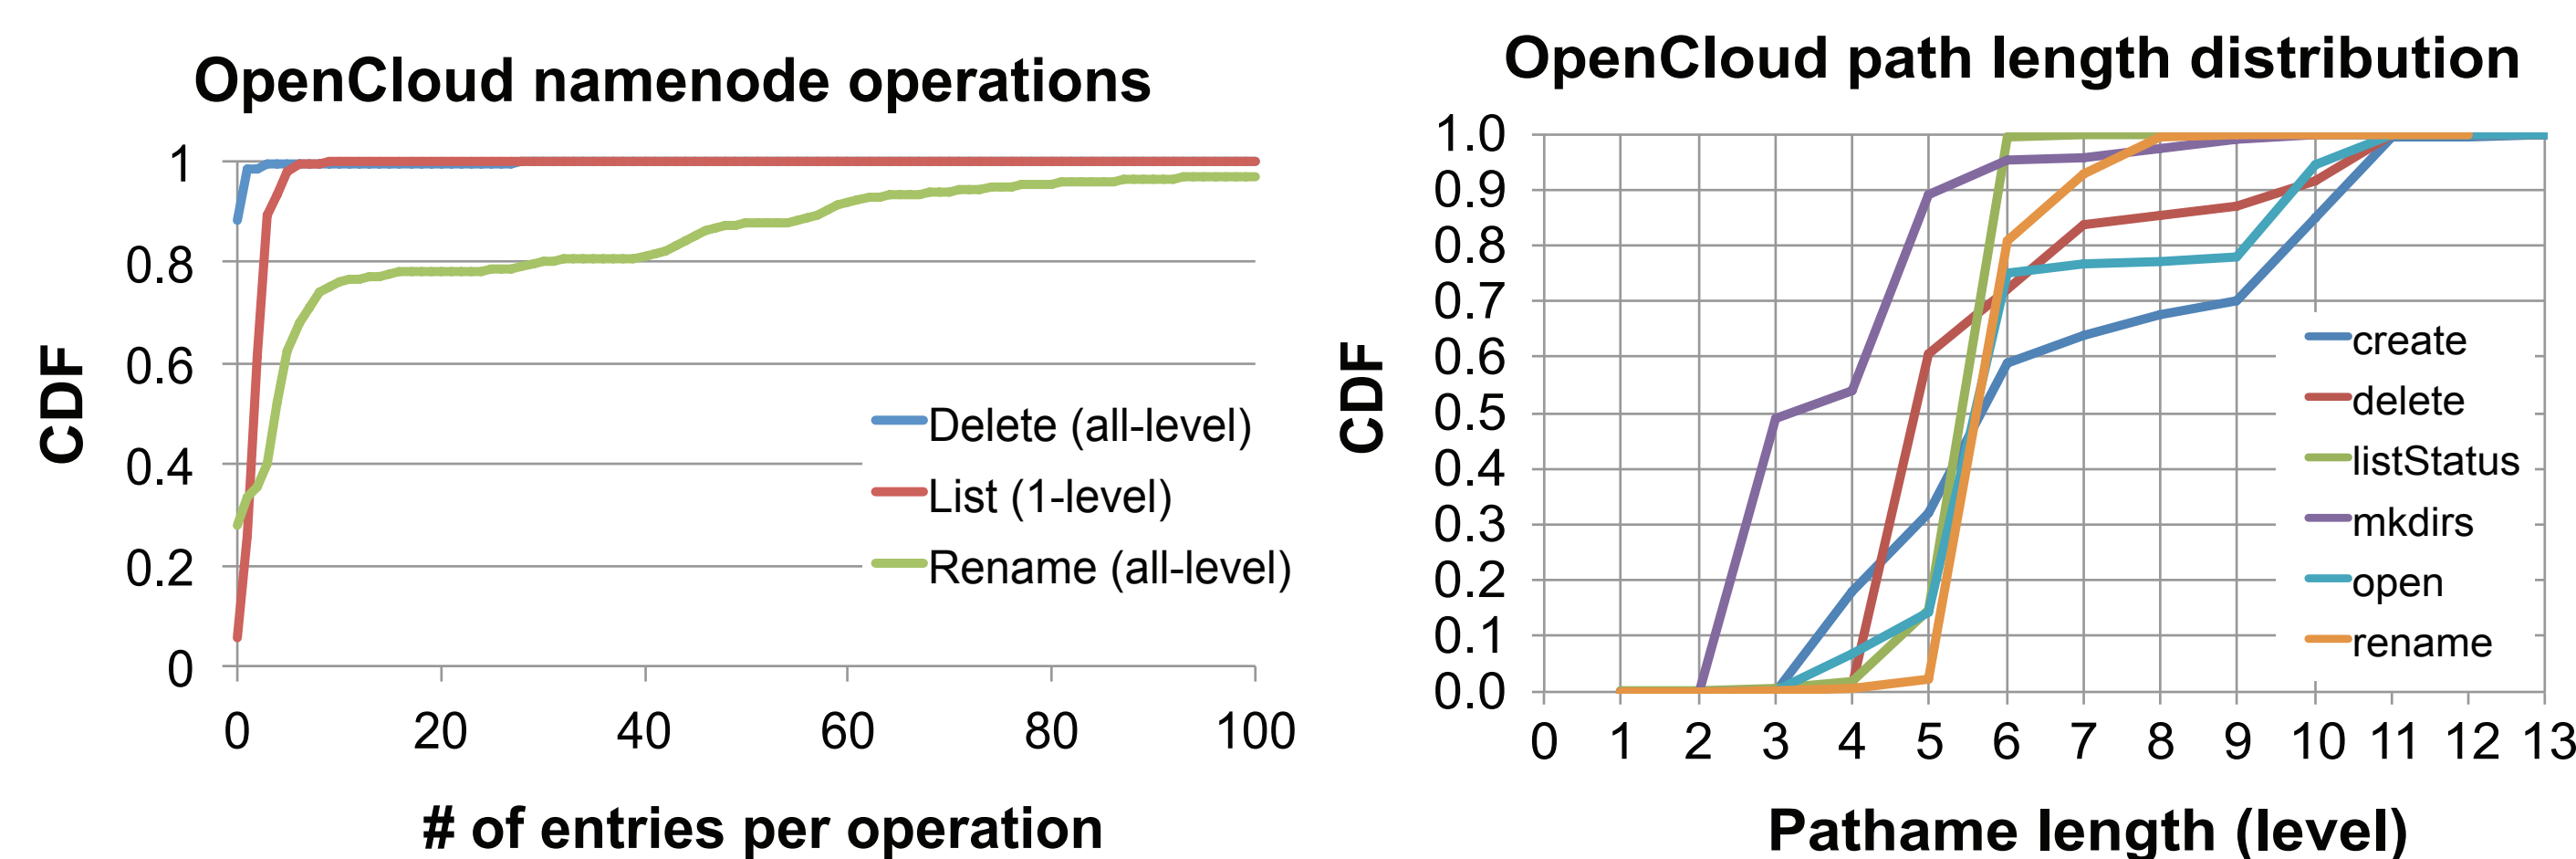 OpenCloud namenode operations
CDF
1
0.8
0.6
0.4
0.2
0
Delete (all-level)
List (1-level)
Rename (all-level)
0 20 40 60 80 100
# of entries per operation
OpenCloud path length distribution
CDF
1.0
0.9
0.8
0.7
0.6
0.5
0.4
0.3
0.2
0.1
0.0
create
delete
listStatus
mkdirs
open
rename
0 1 2 3 4 5 6 7 8 9 10 11 12 13
Pathame length (level)